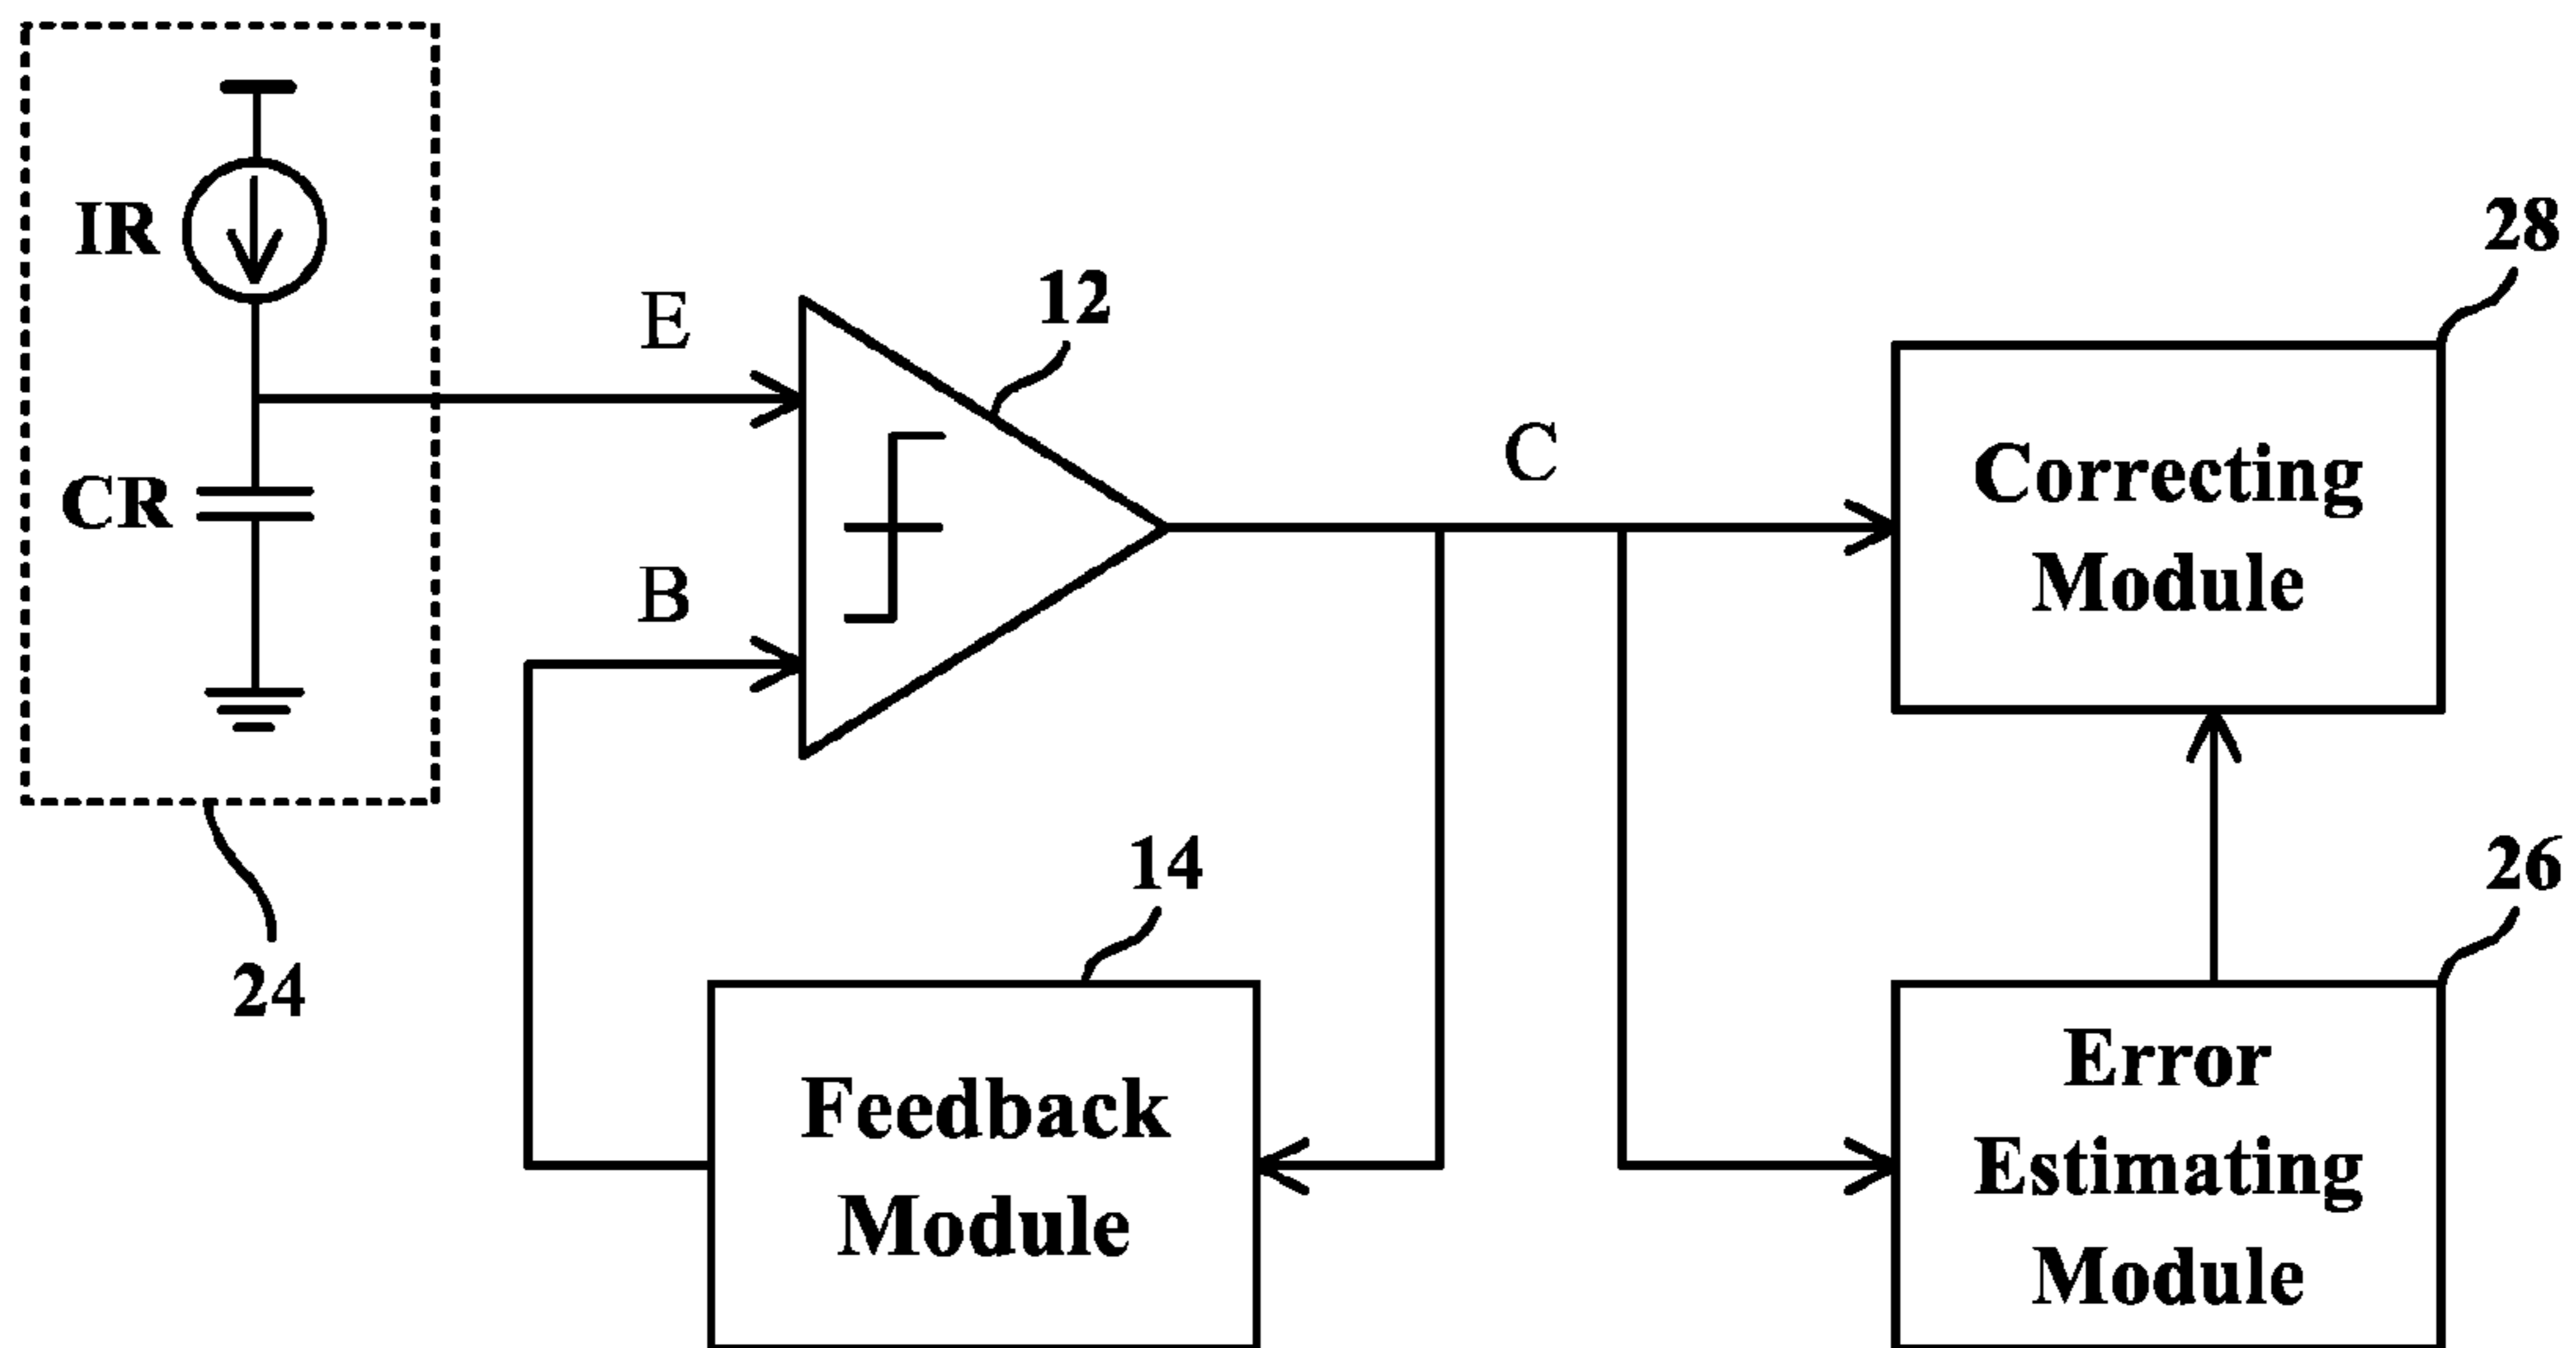 IR
CR
24
E
B
12
C
28
Correcting
Module
14
Feedback
Module
26
Error
Estimating
Module